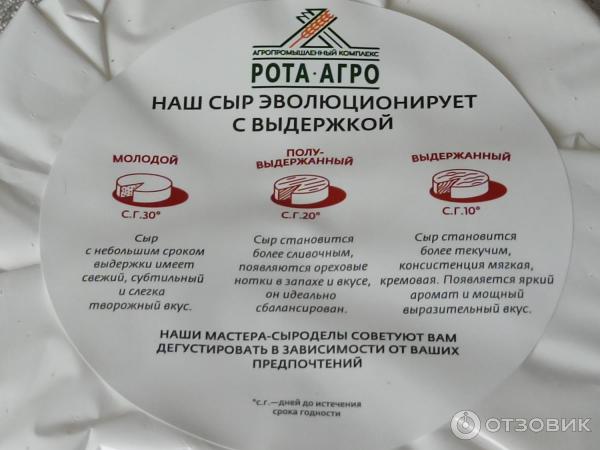 АГРОПРОМЫШЛЕННЫЙ КОМПЛЕКС
РОТА·АГРО
НАШ СЫР ЭВОЛЮЦИОНИРУЕТ
С ВЫДЕРЖКОЙ
МОЛОДОЙ
С.Г.30°
Сыр
с небольшим сроком
выдержки имеет
свежий, субтильный
и слегка
творожный вкус.
ПОЛУ-
ВЫДЕРЖАННЫЙ
С.Г.20°
Сыр становится
более сливочным,
появляются ореховые
нотки в запахе и вкусе,
он идеально
сбалансирован.
ВЫДЕРЖАННЫЙ
С.Г.10°
Сыр становится
более текучим,
консистенция мягкая,
кремовая. Появляется яркий
аромат и мощный
выразительный вкус.
НАШИ МАСТЕРА-СЫРОДЕЛЫ СОВЕТУЮТ ВАМ
ДЕГУСТИРОВАТЬ В ЗАВИСИМОСТИ ОТ ВАШИХ
ПРЕДПОЧТЕНИЙ
°с.г.—дней до истечения
срока годности
ОТЗОВИК